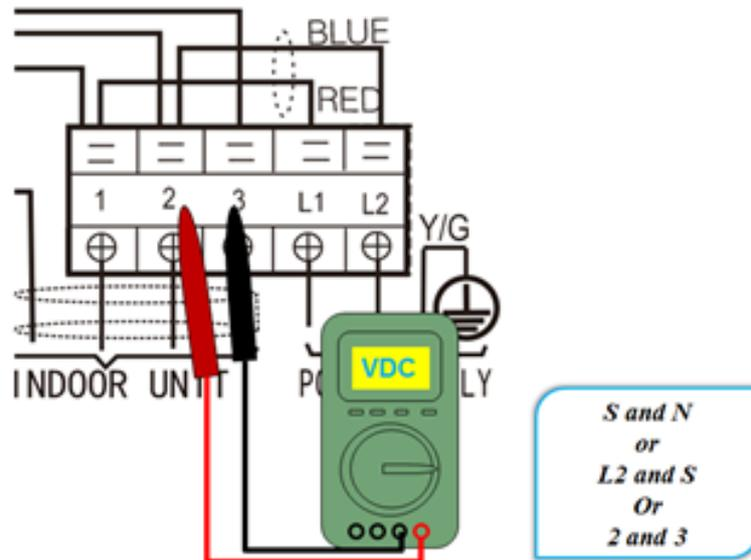 BLUE
RED
1 2 3 L1 L2
Y/G
VDC
INDOOR UNIT
S and N
or
L2 and S
Or
2 and 3